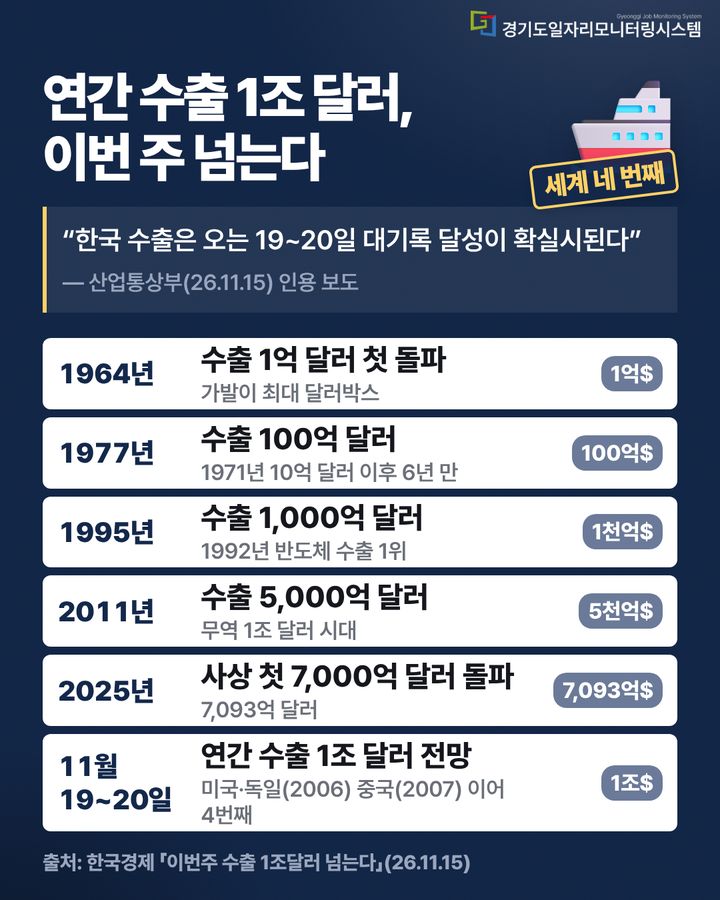 Gyeonggi Job Monitoring System
경기도일자리모니터링시스템
연간 수출 1조 달러,
이번 주 넘는다
세계 네 번째
“한국 수출은 오는 19~20일 대기록 달성이 확실시된다”
— 산업통상부(26.11.15) 인용 보도
1964년
수출 1억 달러 첫 돌파
가발이 최대 달러박스
1억$
1977년
수출 100억 달러
1971년 10억 달러 이후 6년 만
100억$
1995년
수출 1,000억 달러
1992년 반도체 수출 1위
1천억$
2011년
수출 5,000억 달러
무역 1조 달러 시대
5천억$
2025년
사상 첫 7,000억 달러 돌파
7,093억 달러
7,093억$
11월
19~20일
연간 수출 1조 달러 전망
미국·독일(2006) 중국(2007) 이어
4번째
1조$
출처: 한국경제 「이번주 수출 1조달러 넘는다」(26.11.15)